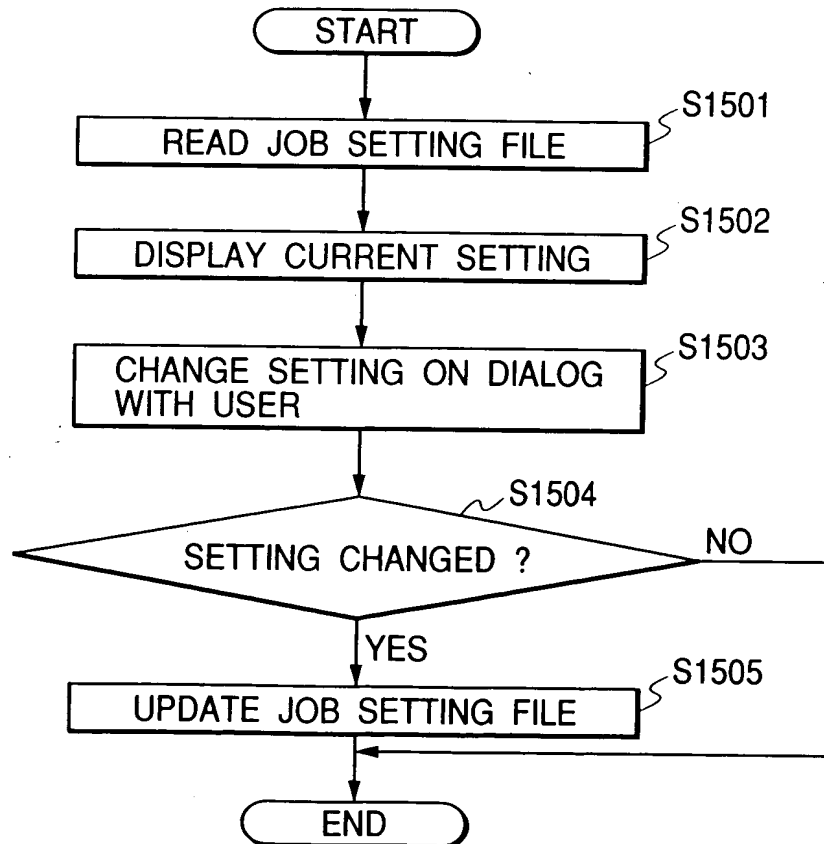 START
S1501
READ JOB SETTING FILE
S1502
DISPLAY CURRENT SETTING
S1503
CHANGE SETTING ON DIALOG
WITH USER
S1504
SETTING CHANGED ?
NO
YES
S1505
UPDATE JOB SETTING FILE
END